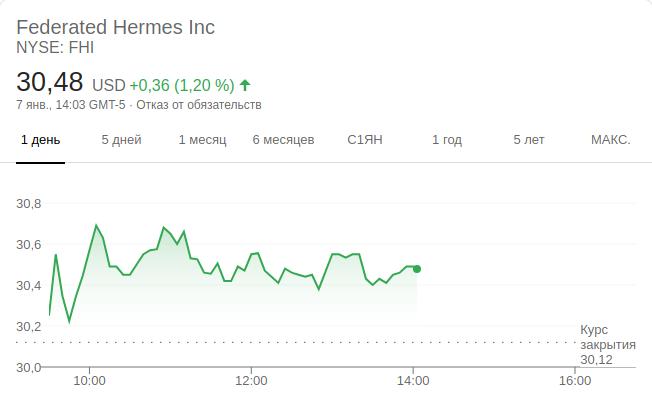 Federated Hermes Inc
NYSE: FHI
30,48 USD +0,36 (1,20 %)
7 янв., 14:03 GMT-5 · Отказ от обязательств
1 день 5 дней 1 месяц 6 месяцев С1ЯН 1 год 5 лет МАКС.
30,8
30,6
30,4
30,2
Курс
закрытия
30,12
30,0
10:00 12:00 14:00 16:00